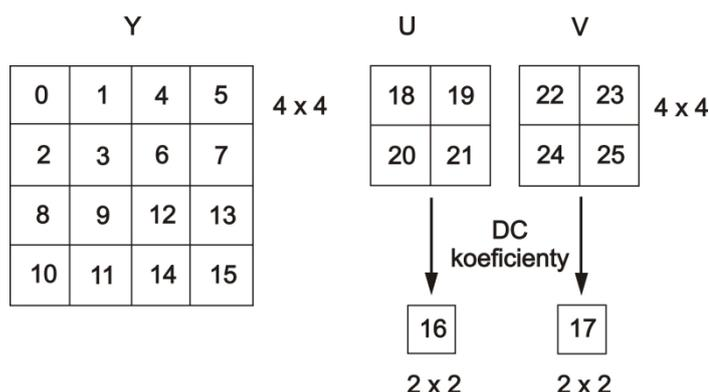 Y
U
V
0 1 4 5
2 3 6 7
8 9 12 13
10 11 14 15
4 x 4
18 19
20 21
22 23
24 25
4 x 4
DC
koeficienty
16
17
2 x 2
2 x 2